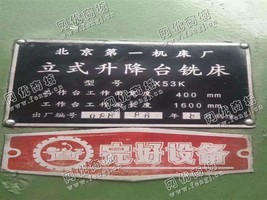 北京第一机床厂
立式升降台铣床
型号 X53K
工作台工作面宽度 400 mm
工作台工作面长度 1600 mm
出厂编号 年
完好设备